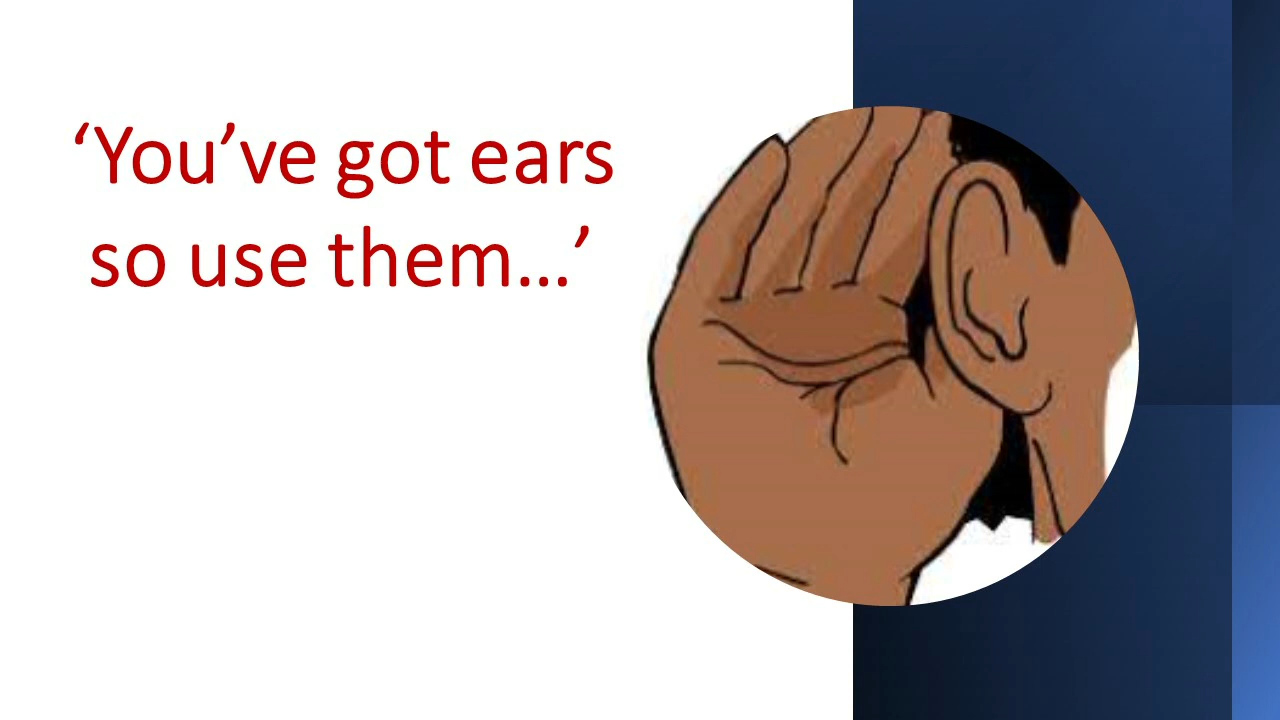 ‘You’ve got ears
so use them…’